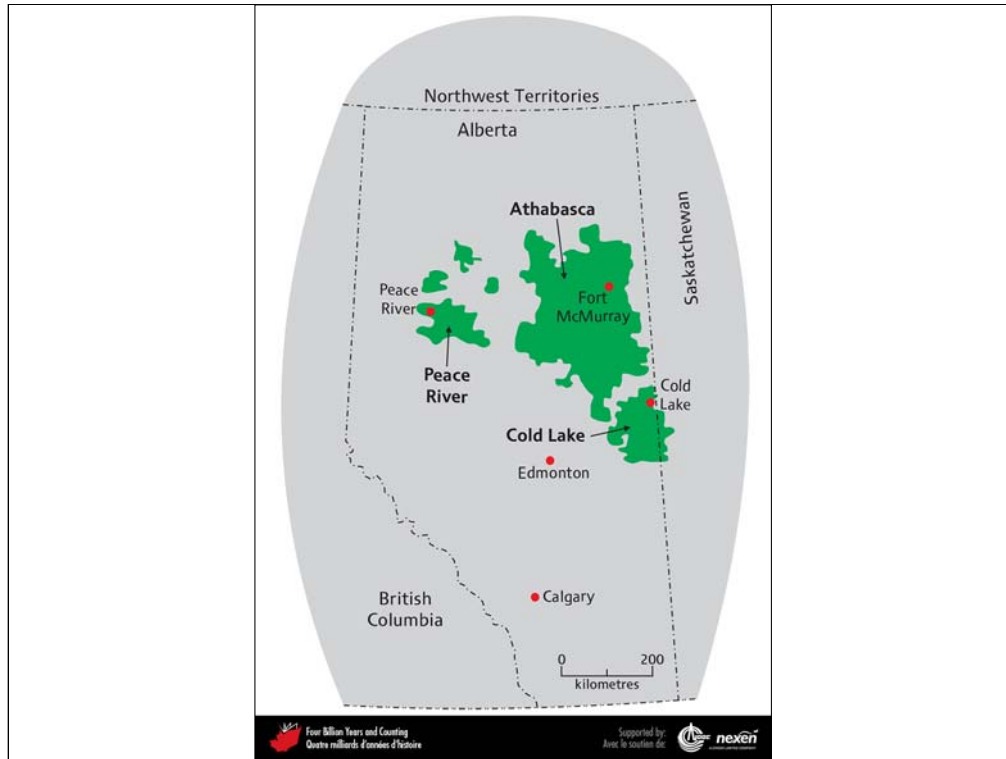 Northwest Territories
Alberta
Saskatchewan
Athabasca
Peace
River
Fort
McMurray
Peace
River
Cold
Lake
Cold Lake
Edmonton
British
Columbia
Calgary
0 200
kilometres
Four Billion Years and Counting
Quatre milliards d'années d'histoire
Supported by:
Avec le soutien de:
nexen